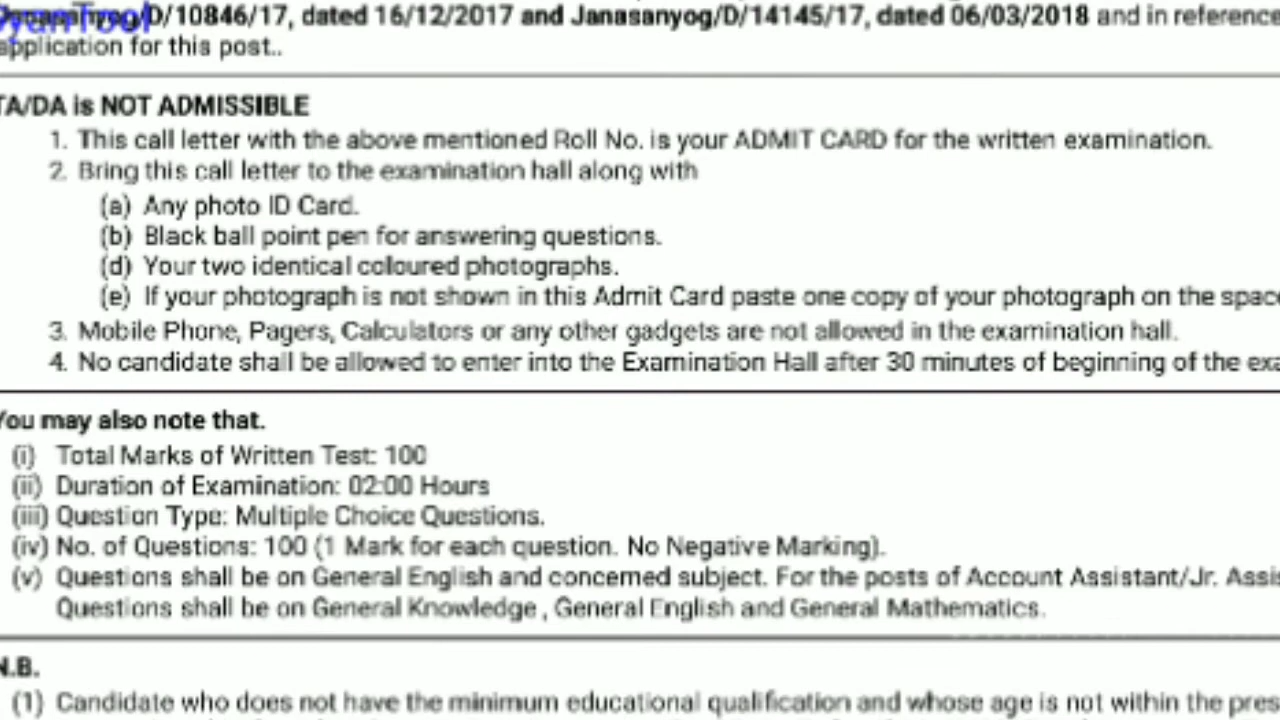 GyanTool
Janasanyog/D/10846/17, dated 16/12/2017 and Janasanyog/D/14145/17, dated 06/03/2018 and in reference
application for this post..
TA/DA is NOT ADMISSIBLE
1. This call letter with the above mentioned Roll No. is your ADMIT CARD for the written examination.
2. Bring this call letter to the examination hall along with
(a) Any photo ID Card.
(b) Black ball point pen for answering questions.
(d) Your two identical coloured photographs.
(e) If your photograph is not shown in this Admit Card paste one copy of your photograph on the space
3. Mobile Phone, Pagers, Calculators or any other gadgets are not allowed in the examination hall.
4. No candidate shall be allowed to enter into the Examination Hall after 30 minutes of beginning of the exa
You may also note that.
(i) Total Marks of Written Test: 100
(ii) Duration of Examination: 02:00 Hours
(iii) Question Type: Multiple Choice Questions.
(iv) No. of Questions: 100 (1 Mark for each question. No Negative Marking).
(v) Questions shall be on General English and concerned subject. For the posts of Account Assistant/Jr. Assis
Questions shall be on General Knowledge , General English and General Mathematics.
N.B.
(1) Candidate who does not have the minimum educational qualification and whose age is not within the pres